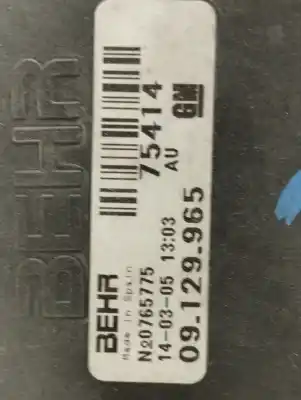 BEHR
75414
AU
GM
BEHR
Made in Spain
N20765775
14-03-05 13:03
09.129.965